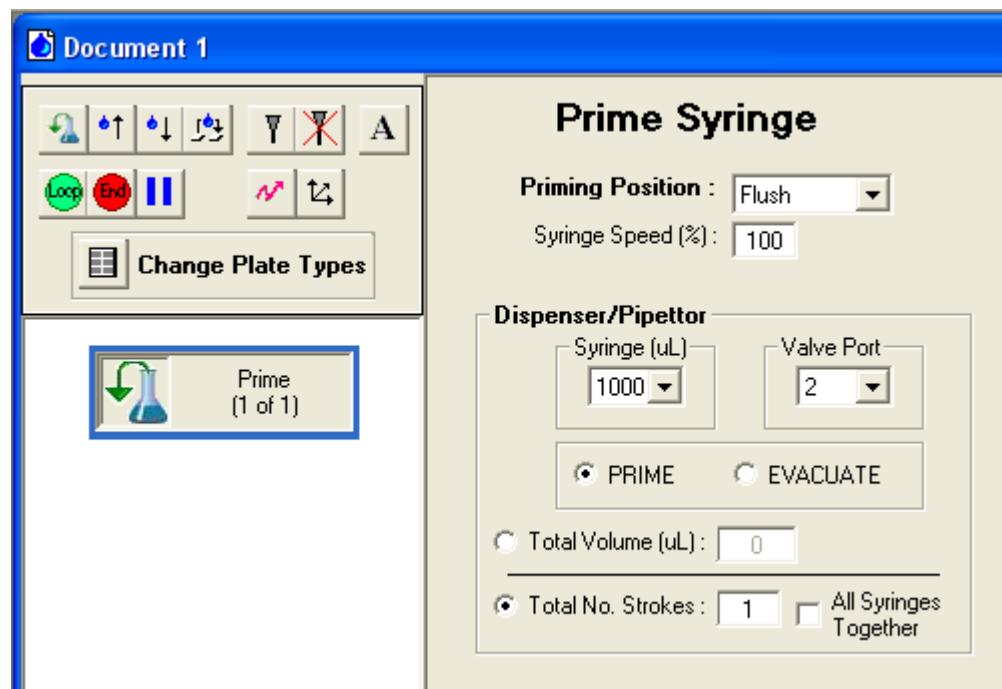 Document 1
A
Loop End
Change Plate Types
Prime
(1 of 1)
Prime Syringe
Priming Position : Flush
Syringe Speed (%) : 100
Dispenser/Pipettor
Syringe (uL) Valve Port
1000 2
PRIME EVACUATE
Total Volume (uL) : 0
Total No. Strokes : 1 All Syringes
Together